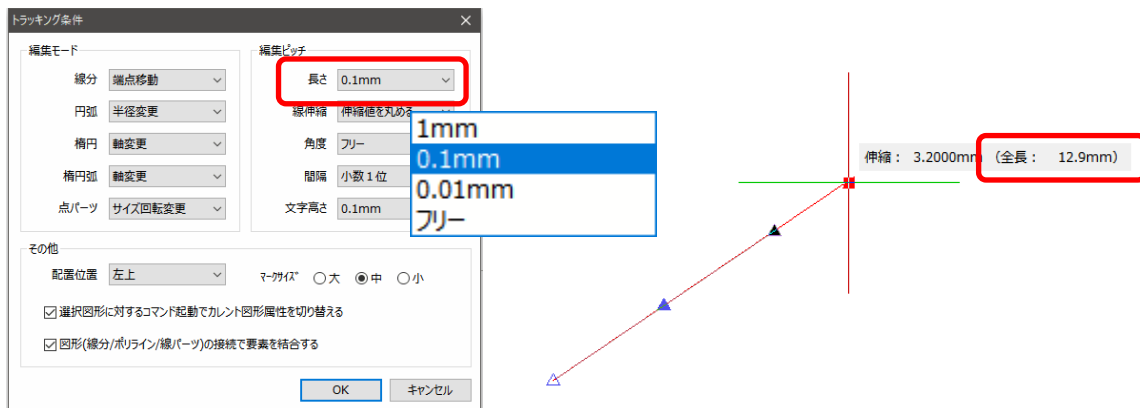 トラッキング条件
編集モード
線分 端点移動
円弧 半径変更
楕円 軸変更
楕円弧 軸変更
点パーツ サイズ回転変更
編集ピッチ
長さ 0.1mm
線伸縮 伸縮値を丸める
角度 フリー
間隔 小数1位
文字高さ 0.1mm
1mm
0.1mm
0.01mm
フリー
その他
配置位置 左上
マークサイズ 大 中 小
選択図形に対するコマンド起動でカレント図形属性を切り替える
図形(線分/ポリライン/線パーツ)の接続で要素を結合する
OK キャンセル
伸縮： 3.2000mm （全長： 12.9mm）